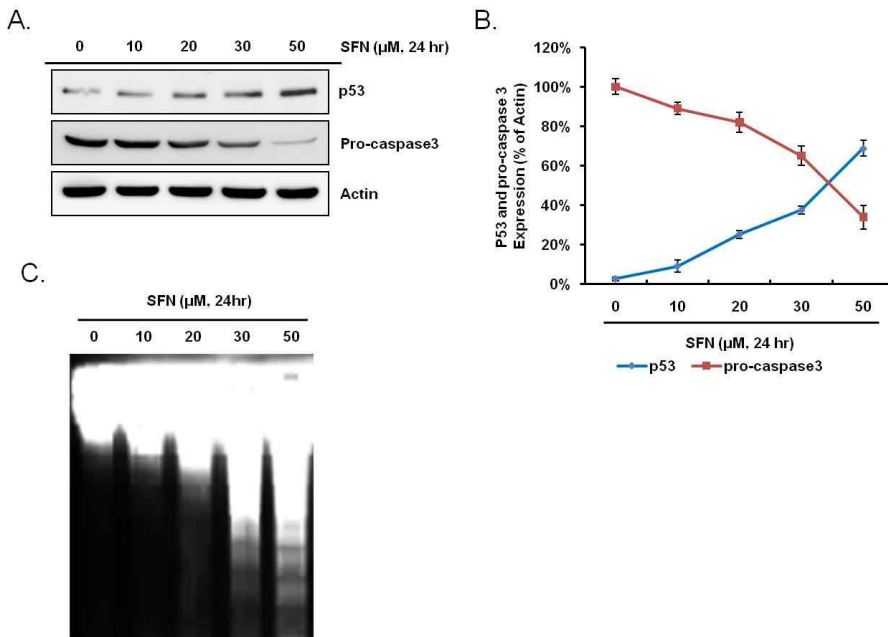 A.
0 10 20 30 50 SFN (µM, 24 hr)
p53
Pro-caspase3
Actin
B.
P53 and pro-caspase 3
Expression (% of Actin)
120%
100%
80%
60%
40%
20%
0%
0 10 20 30 50
SFN (µM, 24 hr)
p53 pro-caspase3
C.
SFN (µM, 24hr)
0 10 20 30 50